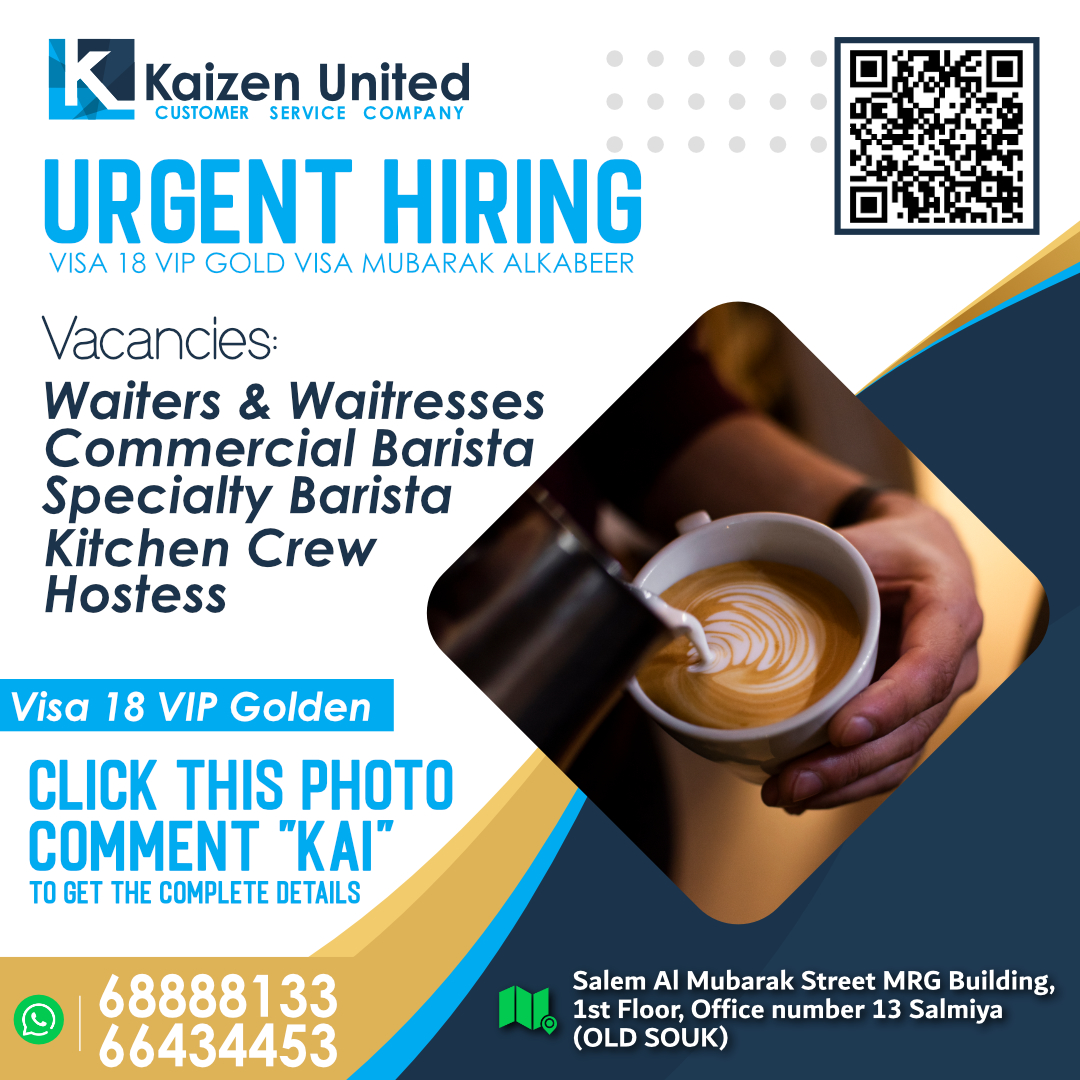 Kaizen United
CUSTOMER SERVICE COMPANY
URGENT HIRING
VISA 18 VIP GOLD VISA MUBARAK ALKABEER
Vacancies:
Waiters & Waitresses
Commercial Barista
Specialty Barista
Kitchen Crew
Hostess
Visa 18 VIP Golden
CLICK THIS PHOTO
COMMENT "KAI"
TO GET THE COMPLETE DETAILS
68888133
66434453
Salem Al Mubarak Street MRG Building,
1st Floor, Office number 13 Salmiya
(OLD SOUK)